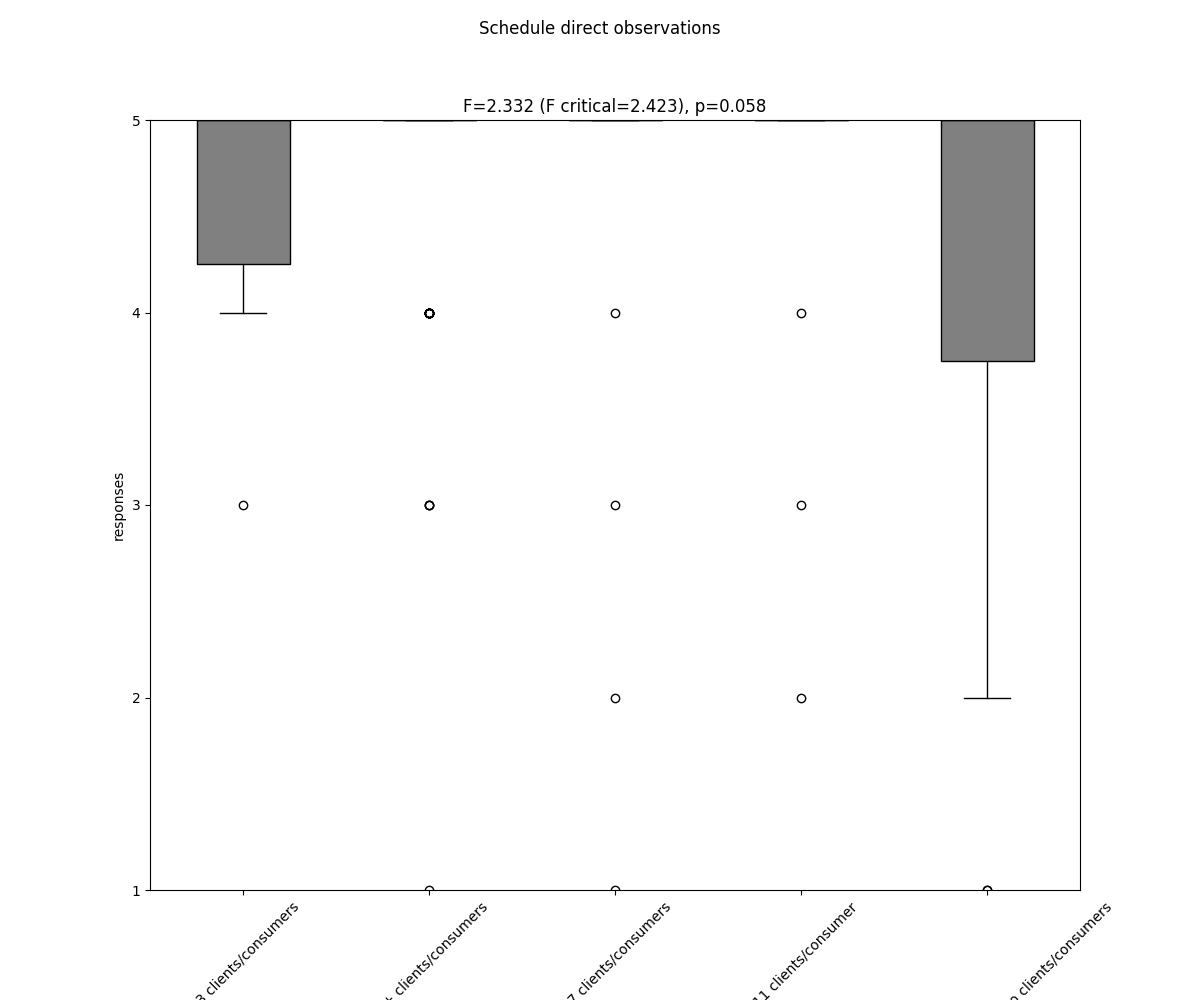 Schedule direct observations
F=2.332 (F critical=2.423), p=0.058
5
4
3
2
1
responses
3 clients/consumers
clients/consumers
7 clients/consumers
11 clients/consumer
clients/consumers